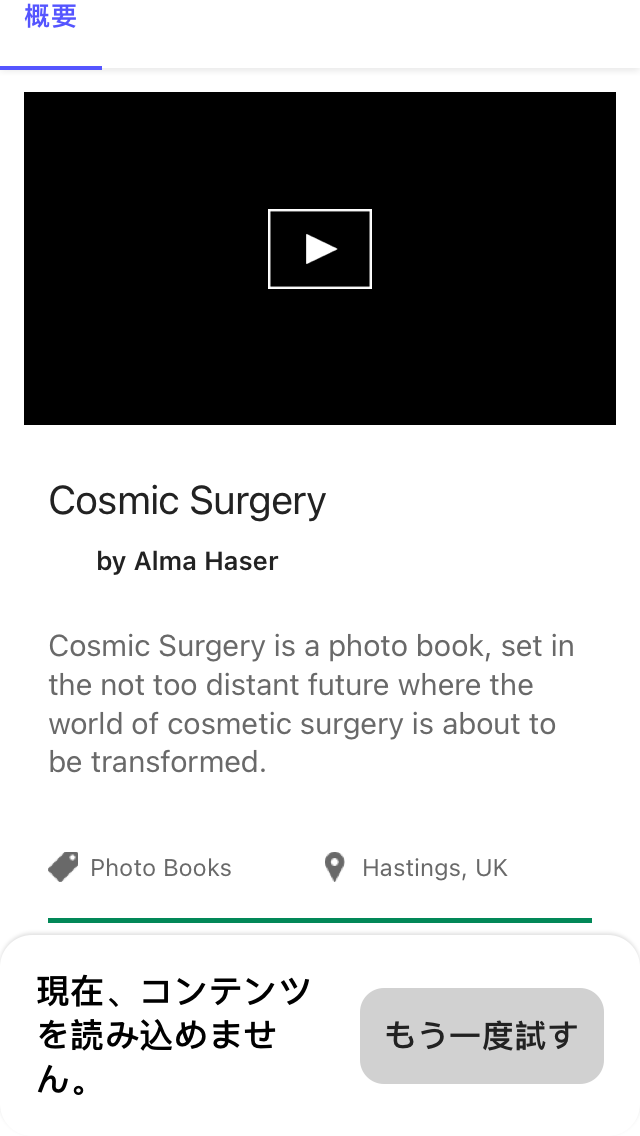 概要
Cosmic Surgery
by Alma Haser
Cosmic Surgery is a photo book, set in
the not too distant future where the
world of cosmetic surgery is about to
be transformed.
Photo Books
Hastings, UK
現在、コンテンツ
を読み込めませ
ん。
もう一度試す